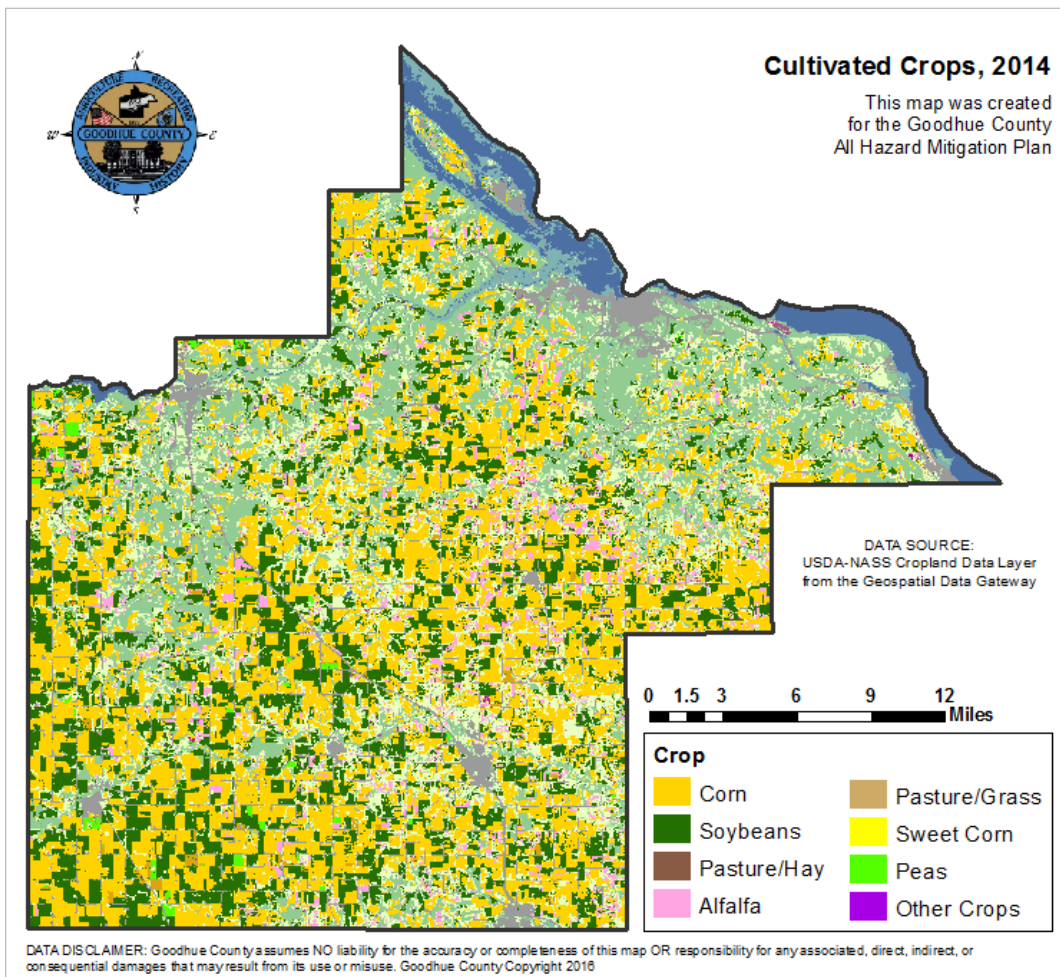 Cultivated Crops, 2014
This map was created
for the Goodhue County
All Hazard Mitigation Plan
N
AGRICULTURE RECREATION
W GOODHUE COUNTY E
INDUSTRY HISTORY
S
DATA SOURCE:
USDA-NASS Cropland Data Layer
from the Geospatial Data Gateway
0 1.5 3 6 9 12
Miles
Crop
Corn
Soybeans
Pasture/Hay
Alfalfa
Pasture/Grass
Sweet Corn
Peas
Other Crops
DATA DISCLAIMER: Goodhue County assumes NO liability for the accuracy or completeness of this map OR responsibility for any associated, direct, indirect, or
consequential damages that may result from its use or misuse. Goodhue County Copyright 2016